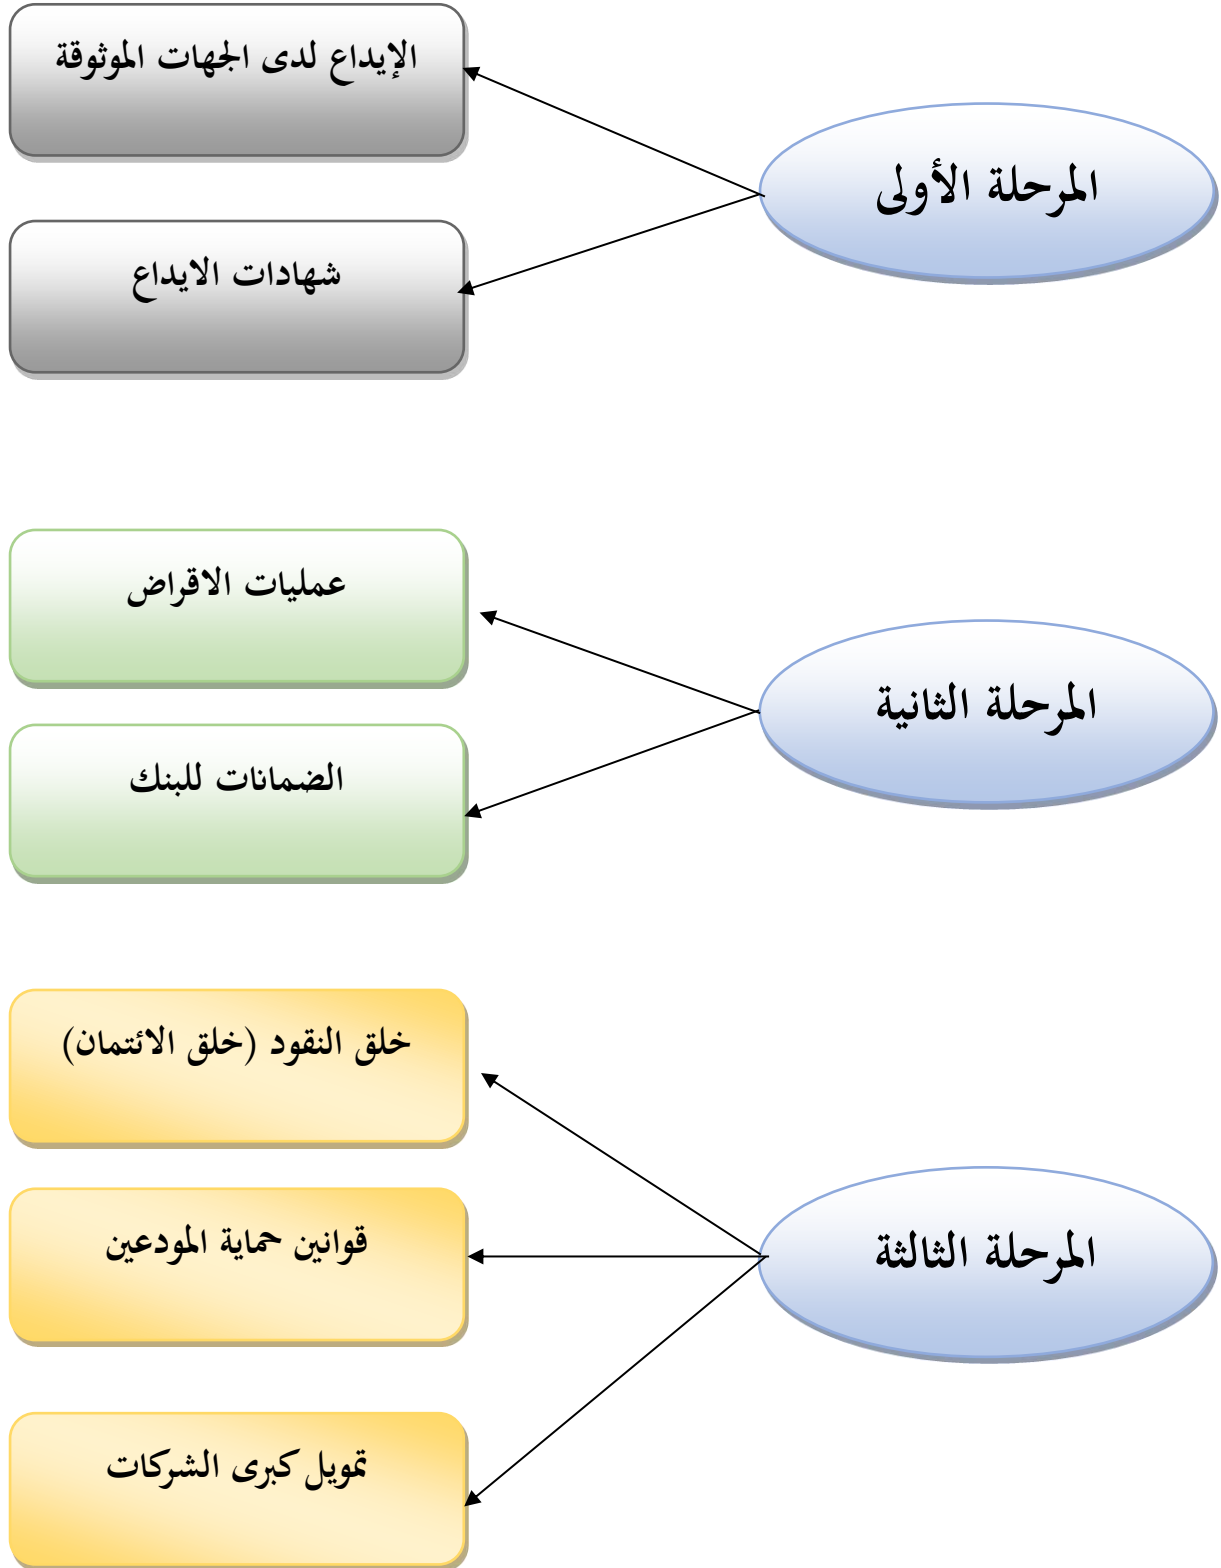 المرحلة الأولى
الإيداع لدى الجهات الموثوقة
شهادات الايداع
المرحلة الثانية
عمليات الاقراض
الضمانات للبنك
المرحلة الثالثة
خلق النقود (خلق الائتمان)
قوانين حماية المودعين
تمويل كبرى الشركات